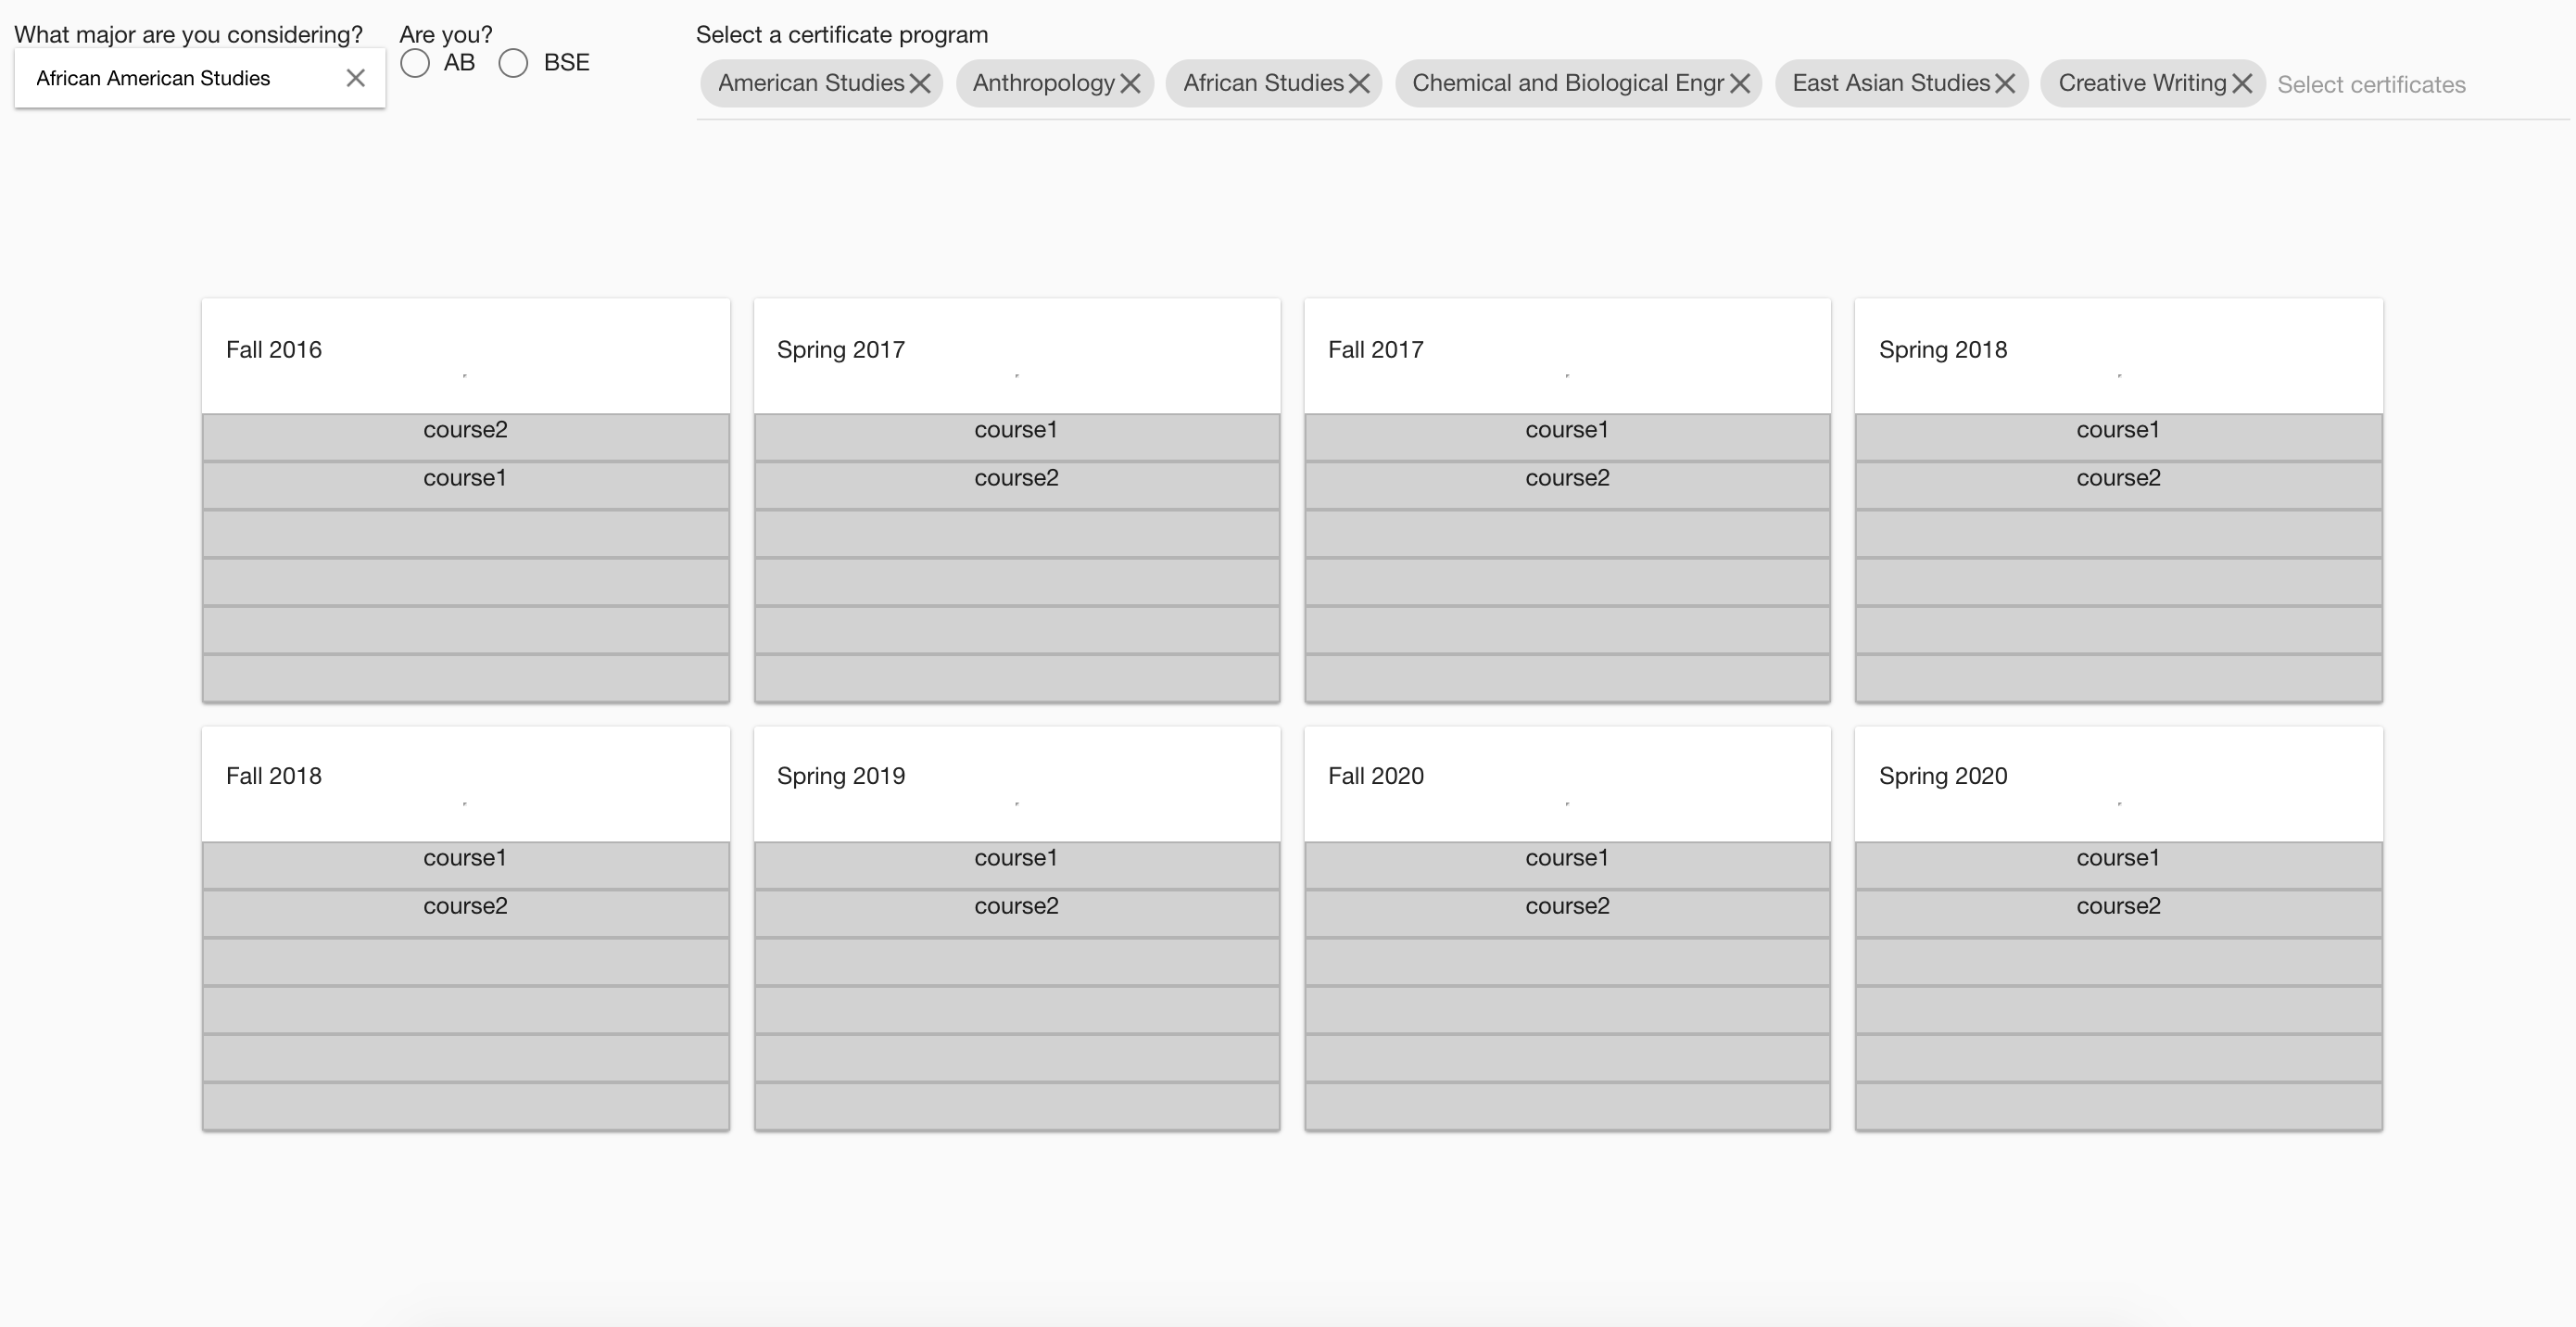 What major are you considering?
African American Studies
Are you?
AB BSE
Select a certificate program
American Studies Anthropology African Studies Chemical and Biological Engr East Asian Studies Creative Writing Select certificates
Fall 2016
course2
course1
Spring 2017
course1
course2
Fall 2017
course1
course2
Spring 2018
course1
course2
Fall 2018
course1
course2
Spring 2019
course1
course2
Fall 2020
course1
course2
Spring 2020
course1
course2